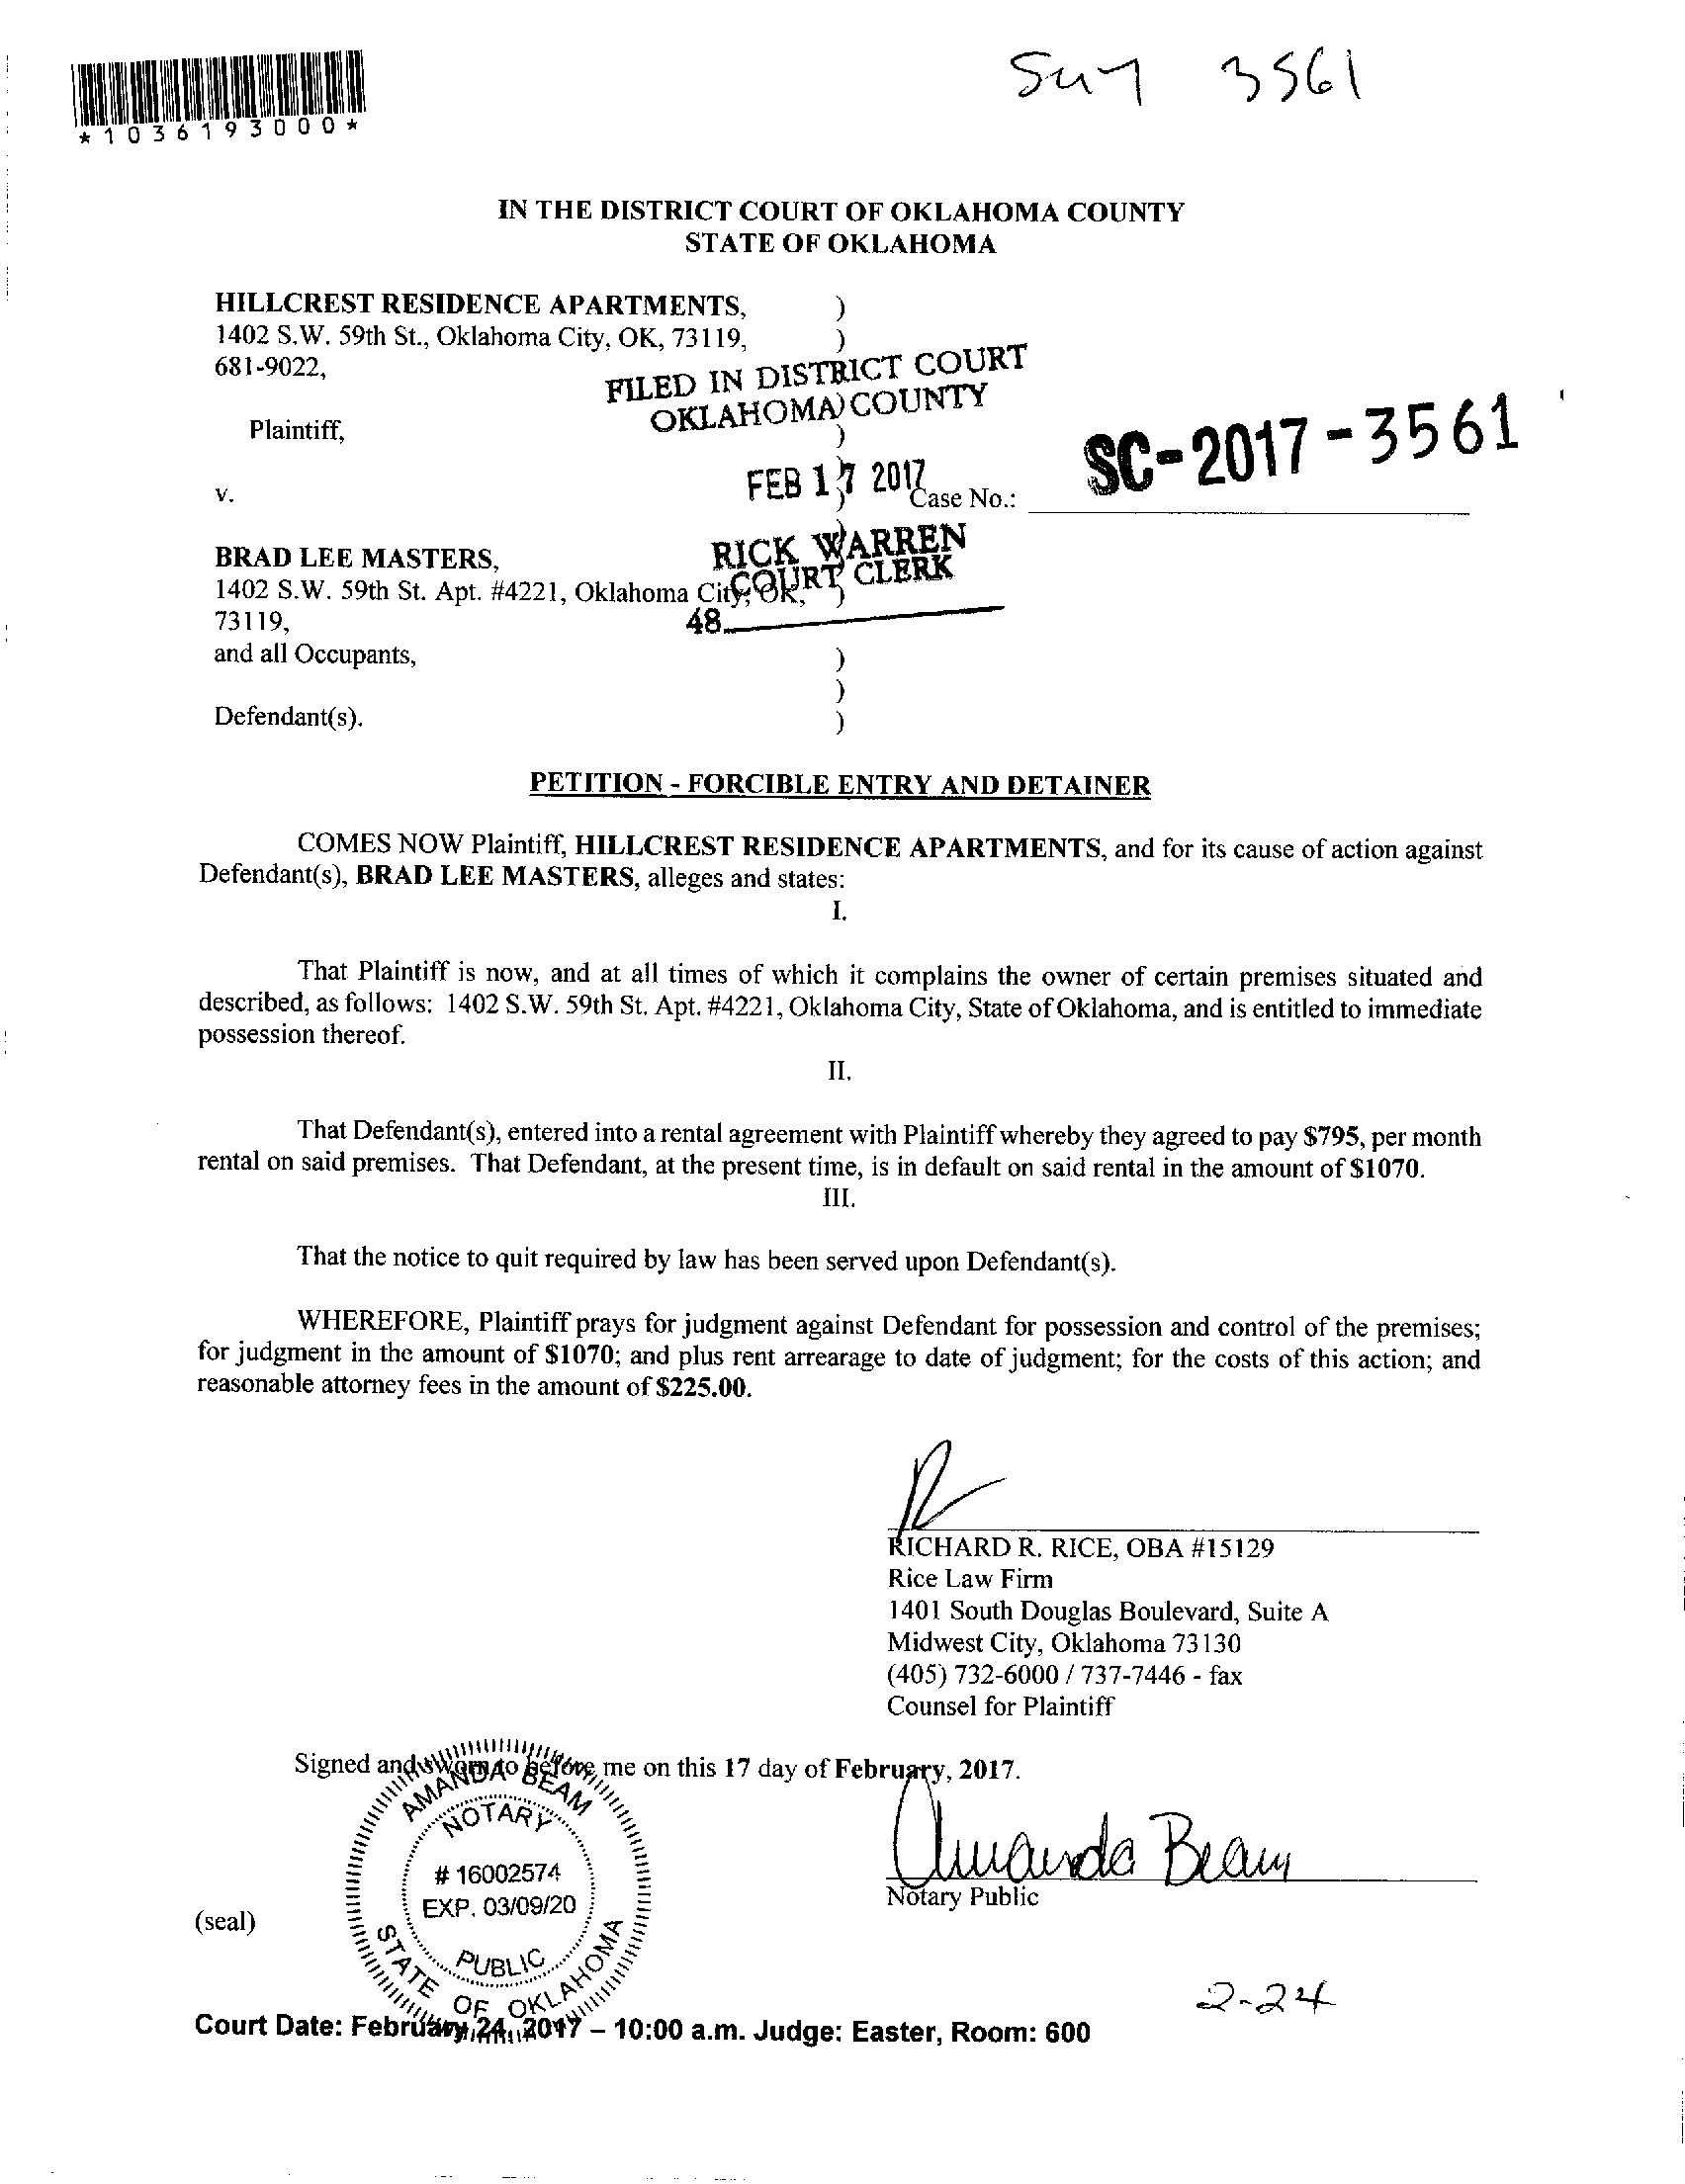 Sm 3561
*1036193000*
IN THE DISTRICT COURT OF OKLAHOMA COUNTY
STATE OF OKLAHOMA
HILLCREST RESIDENCE APARTMENTS, )
1402 S.W. 59th St., Oklahoma City, OK, 73119, )
681-9022,
FILED IN DISTRICT COURT
OKLAHOMA COUNTY
Plaintiff, )
SC-2017-3561
FEB 17 2017
v. ) Case No.:
RICK WARREN
COURT CLERK
BRAD LEE MASTERS, )
1402 S.W. 59th St. Apt. #4221, Oklahoma City, OK, )
73119,
48
and all Occupants, )
)
Defendant(s). )
PETITION - FORCIBLE ENTRY AND DETAINER
COMES NOW Plaintiff, HILLCREST RESIDENCE APARTMENTS, and for its cause of action against
Defendant(s), BRAD LEE MASTERS, alleges and states:
I.
That Plaintiff is now, and at all times of which it complains the owner of certain premises situated and
described, as follows: 1402 S.W. 59th St. Apt. #4221, Oklahoma City, State of Oklahoma, and is entitled to immediate
possession thereof.
II.
That Defendant(s), entered into a rental agreement with Plaintiff whereby they agreed to pay $795, per month
rental on said premises. That Defendant, at the present time, is in default on said rental in the amount of $1070.
III.
That the notice to quit required by law has been served upon Defendant(s).
WHEREFORE, Plaintiff prays for judgment against Defendant for possession and control of the premises;
for judgment in the amount of $1070; and plus rent arrearage to date of judgment; for the costs of this action; and
reasonable attorney fees in the amount of $225.00.
RICHARD R. RICE, OBA #15129
Rice Law Firm
1401 South Douglas Boulevard, Suite A
Midwest City, Oklahoma 73130
(405) 732-6000 / 737-7446 - fax
Counsel for Plaintiff
Signed and sworn to before me on this 17 day of February, 2017.
AMANDA BEAM
NOTARY
# 16002574
EXP. 03/09/20
PUBLIC
STATE OF OKLAHOMA
Amanda Beam
Notary Public
(seal)
2-24
Court Date: February 24, 2017 – 10:00 a.m. Judge: Easter, Room: 600